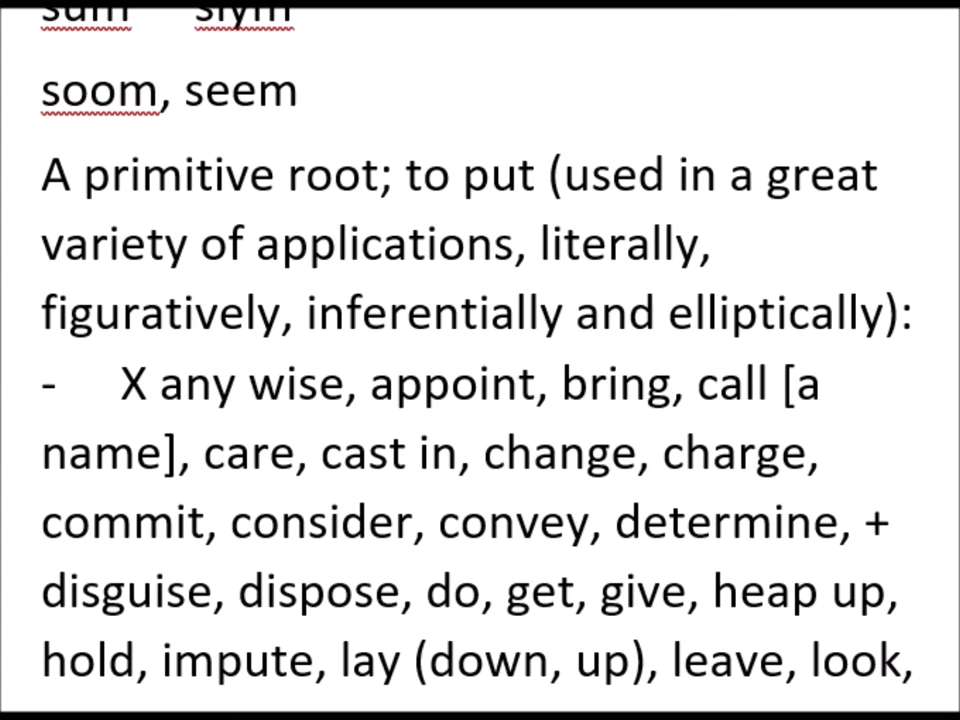 sum siym
soom, seem
A primitive root; to put (used in a great
variety of applications, literally,
figuratively, inferentially and elliptically):
- X any wise, appoint, bring, call [a
name], care, cast in, change, charge,
commit, consider, convey, determine, +
disguise, dispose, do, get, give, heap up,
hold, impute, lay (down, up), leave, look,